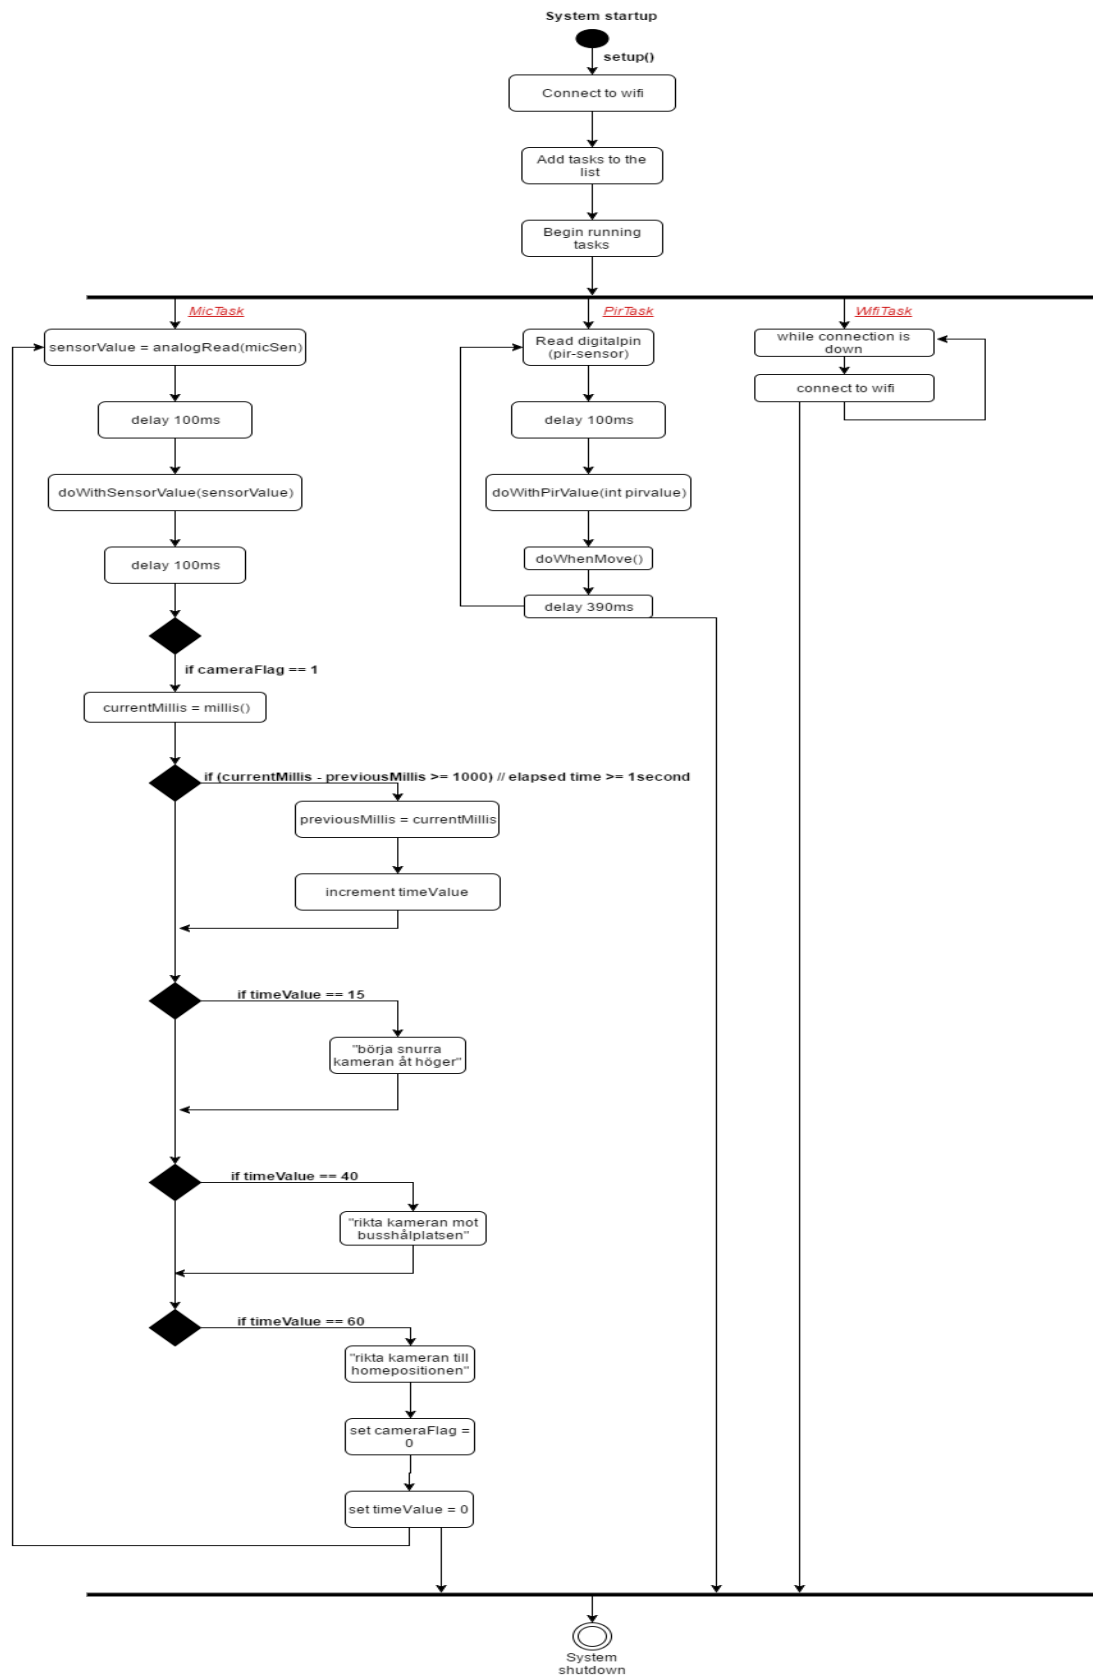 System startup
setup()
Connect to wifi
Add tasks to the
list
Begin running
tasks
MicTask
sensorValue = analogRead(micSen)
delay 100ms
doWithSensorValue(sensorValue)
delay 100ms
if cameraFlag == 1
currentMillis = millis()
if (currentMillis - previousMillis >= 1000) // elapsed time >= 1second
previousMillis = currentMillis
increment timeValue
if timeValue == 15
"börja snurra
kameran åt höger"
if timeValue == 40
"rikta kameran mot
busshålplatsen"
if timeValue == 60
"rikta kameran till
homepositionen"
set cameraFlag =
0
set timeValue = 0
PirTask
Read digitalpin
(pir-sensor)
delay 100ms
doWithPirValue(int pirvalue)
doWhenMove()
delay 390ms
WifiTask
while connection is
down
connect to wifi
System
shutdown